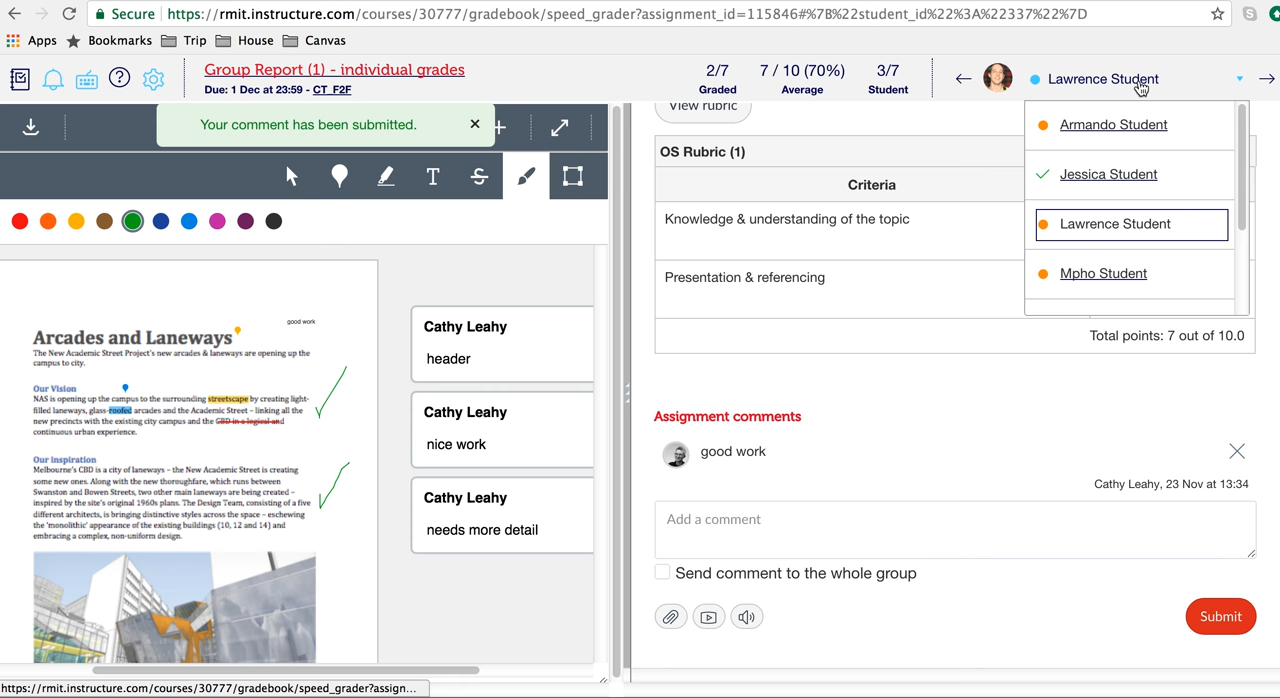 Secure https://rmit.instructure.com/courses/30777/gradebook/speed_grader?assignment_id=115846#%7B%22student_id%22%3A%22337%22%7D
Apps Bookmarks Trip House Canvas
Group Report (1) - individual grades
Due: 1 Dec at 23:59 - CT_F2F
2/7
Graded
7 / 10 (70%)
Average
3/7
Student
Lawrence Student
Armando Student
Jessica Student
Lawrence Student
Mpho Student
Your comment has been submitted.
T S
good work
Arcades and Laneways
The New Academic Street Project's new arcades & laneways are opening up the
campus to city.
Our Vision
NAS is opening up the campus to the surrounding streetscape by creating light-
filled laneways, glass-roofed arcades and the Academic Street – linking all the
new precincts with the existing city campus and the CBD in a logical and
continuous urban experience.
Our inspiration
Melbourne's CBD is a city of laneways – the New Academic Street is creating
some new ones. Along with the new thoroughfare, which runs between
Swanston and Bowen Streets, two other main laneways are being created –
inspired by the site's original 1960s plans. The Design Team, consisting of a five
different architects, is bringing distinctive styles across the space – eschewing
the 'monolithic' appearance of the existing buildings (10, 12 and 14) and
embracing a complex, non-uniform design.
Cathy Leahy
header
Cathy Leahy
nice work
Cathy Leahy
needs more detail
View rubric
OS Rubric (1)
Criteria
Knowledge & understanding of the topic
Presentation & referencing
Total points: 7 out of 10.0
Assignment comments
good work
Cathy Leahy, 23 Nov at 13:34
Add a comment
Send comment to the whole group
Submit
https://rmit.instructure.com/courses/30777/gradebook/speed_grader?assign...